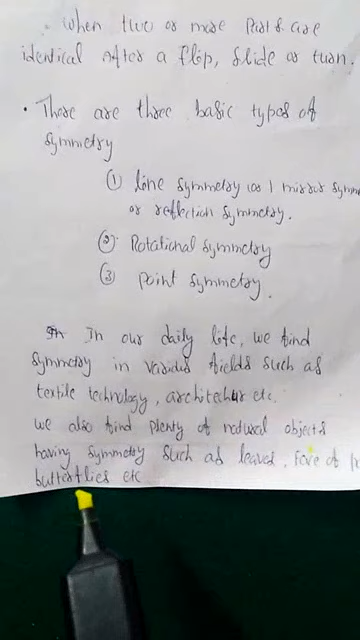 When two or more Parts are
identical After a flip, slide or turn.
• There are three basic types of
symmetry
(1) line symmetry (or) mirror symm
or reflection symmetry.
(2) Rotational symmetry
(3) point symmetry.
In our daily life, we find
symmetry in various fields such as
textile technology, architechur etc.
we also find plenty of natural objects
having symmetry such as leaves, face of
butterflies etc